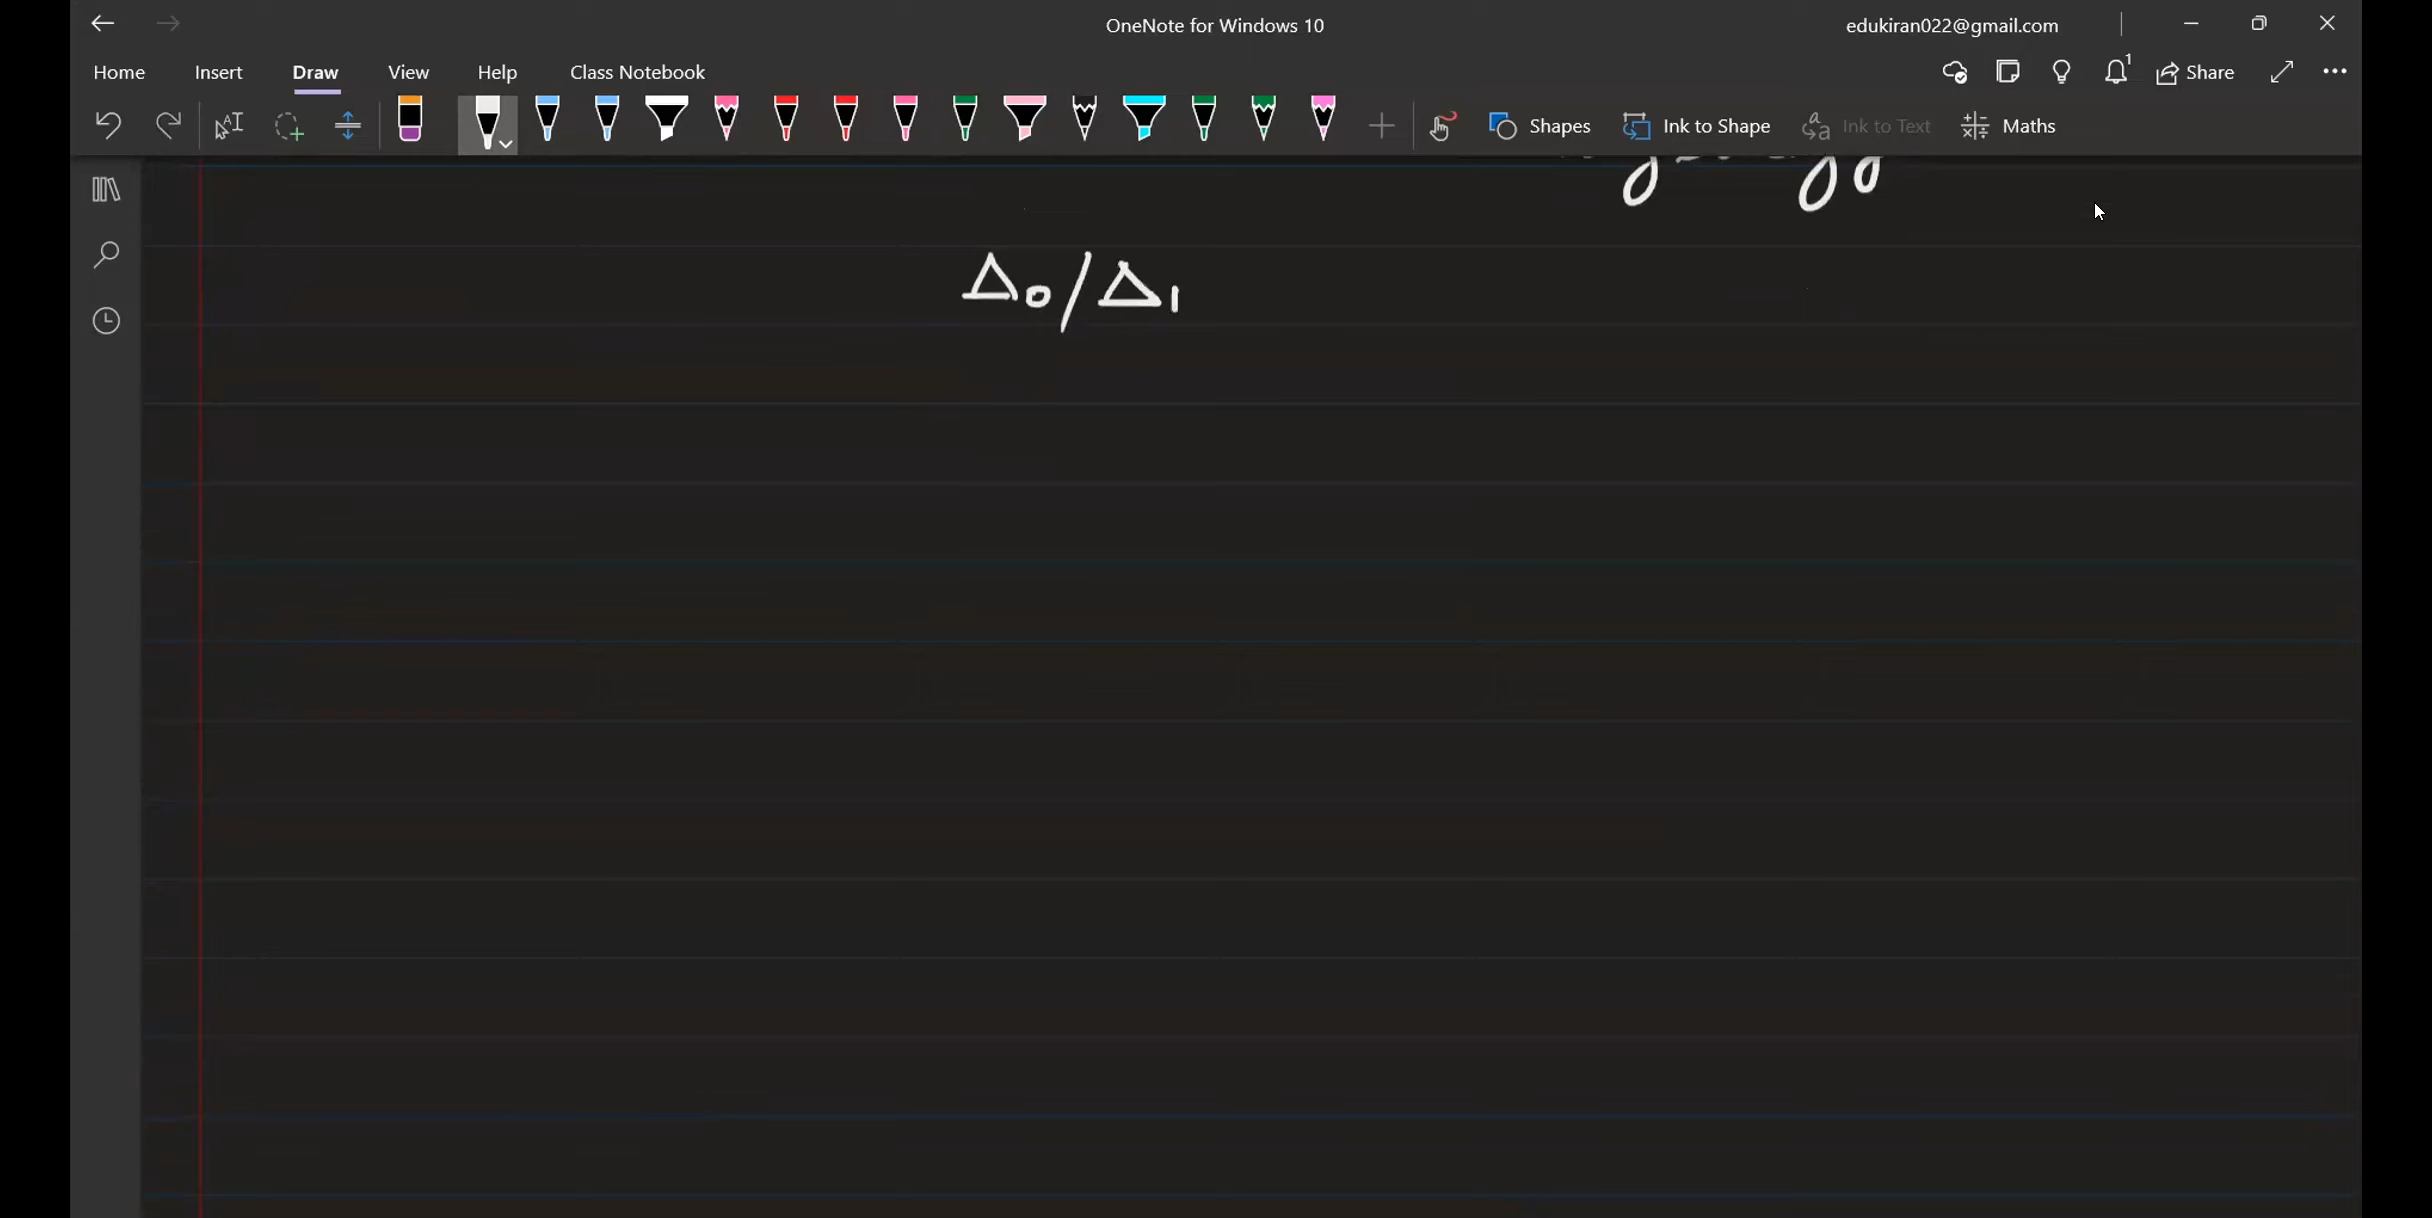 OneNote for Windows 10
edukiran022@gmail.com
Home Insert Draw View Help Class Notebook
1
Share
Shapes
Ink to Shape
Ink to Text
Maths
Δ₀/Δ₁